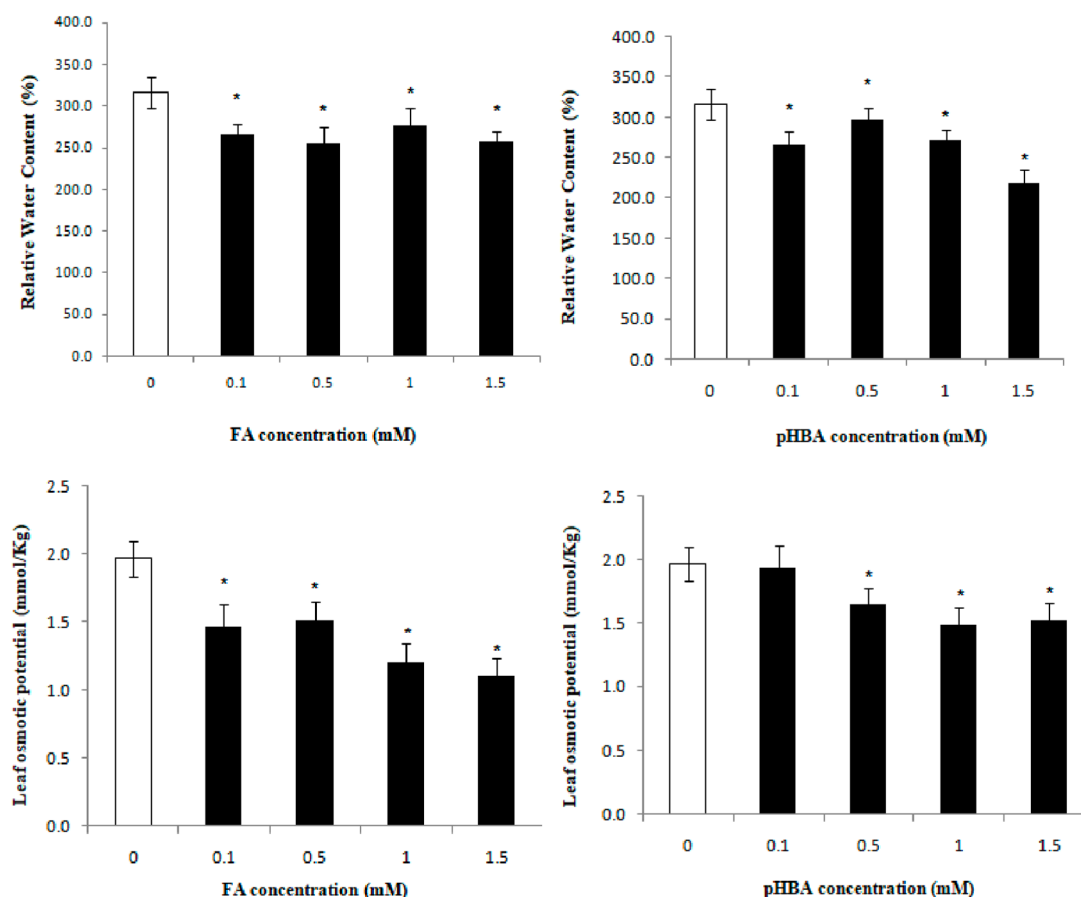 Relative Water Content (%)
400.0
350.0
300.0
250.0
200.0
150.0
100.0
50.0
0.0
* * * *
0 0.1 0.5 1 1.5
FA concentration (mM)
Relative Water Content (%)
400.0
350.0
300.0
250.0
200.0
150.0
100.0
50.0
0.0
* * * *
0 0.1 0.5 1 1.5
pHBA concentration (mM)
Leaf osmotic potential (mmol/Kg)
2.5
2.0
1.5
1.0
0.5
0.0
* * * *
0 0.1 0.5 1 1.5
FA concentration (mM)
Leaf osmotic potential (mmol/Kg)
2.5
2.0
1.5
1.0
0.5
0.0
* * *
0 0.1 0.5 1 1.5
pHBA concentration (mM)